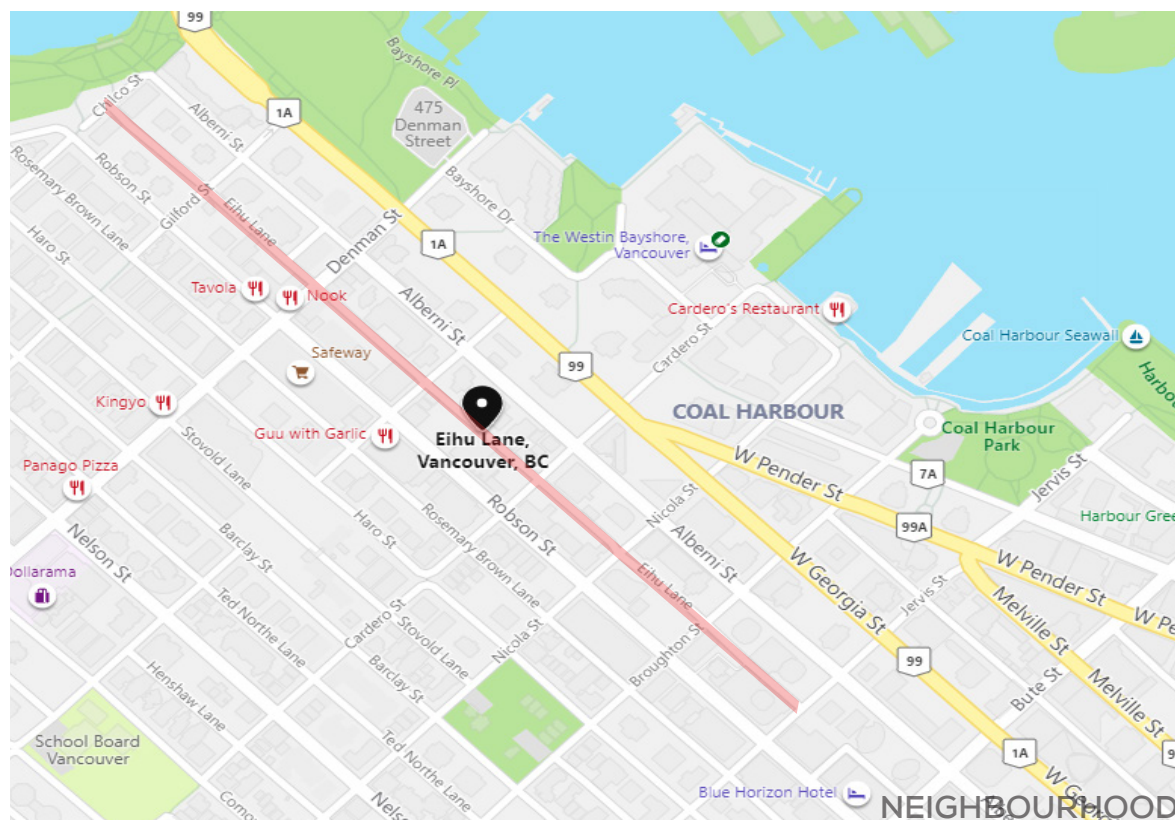 99
Bayshore Pl
Chilco St
1A
475
Denman
Street
Alberni St
Robson St
Rosemary Brown Lane
Gilford St
Eihu Lane
Bayshore Dr
Haro St
Denman St
1A
The Westin Bayshore,
Vancouver
Tavola
Nook
Alberni St
Cardero's Restaurant
Coal Harbour Seawall
Safeway
Cardero St
99
Kingyo
COAL HARBOUR
Coal Harbour
Park
Guu with Garlic
Eihu Lane,
Vancouver, BC
Stovold Lane
Panago Pizza
W Pender St
7A
Jervis St
Nelson St
Robson St
Rosemary Brown Lane
Nicola St
Haro St
Barclay St
99A
Harbour Gree
Alberni St
W Georgia St
W Pender St
Dollarama
Eihu Lane
Jervis St
Ted Northe Lane
Cardero St
Stovold Lane
Nicola St
Broughton St
Melville St
W Pe
99
Barclay St
Henshaw Lane
Bute St
Melville St
School Board
Vancouver
Ted Northe Lane
1A
9
Blue Horizon Hotel
W Geor
NEIGHBOURHOOD